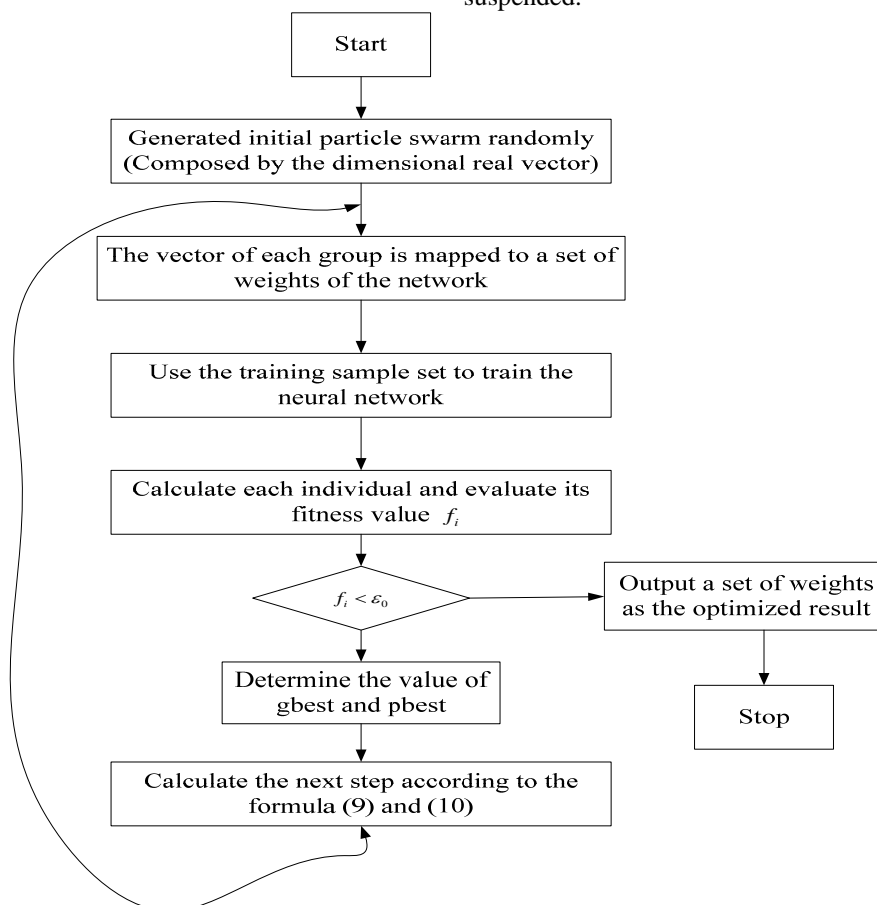 suspended.
Start
Generated initial particle swarm randomly
(Composed by the dimensional real vector)
The vector of each group is mapped to a set of
weights of the network
Use the training sample set to train the
neural network
Calculate each individual and evaluate its
fitness value f_i
f_i < ε_0
Output a set of weights
as the optimized result
Determine the value of
gbest and pbest
Stop
Calculate the next step according to the
formula (9) and (10)